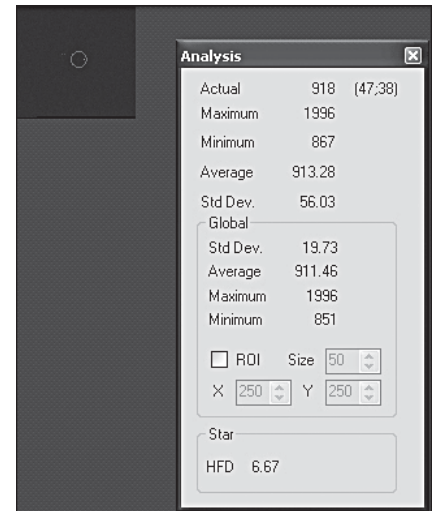 Analysis
Actual 918 (47;38)
Maximum 1996
Minimum 867
Average 913.28
Std Dev. 56.03
Global
Std Dev. 19.73
Average 911.46
Maximum 1996
Minimum 851
ROI Size 50
X 250 Y 250
Star
HFD 6.67